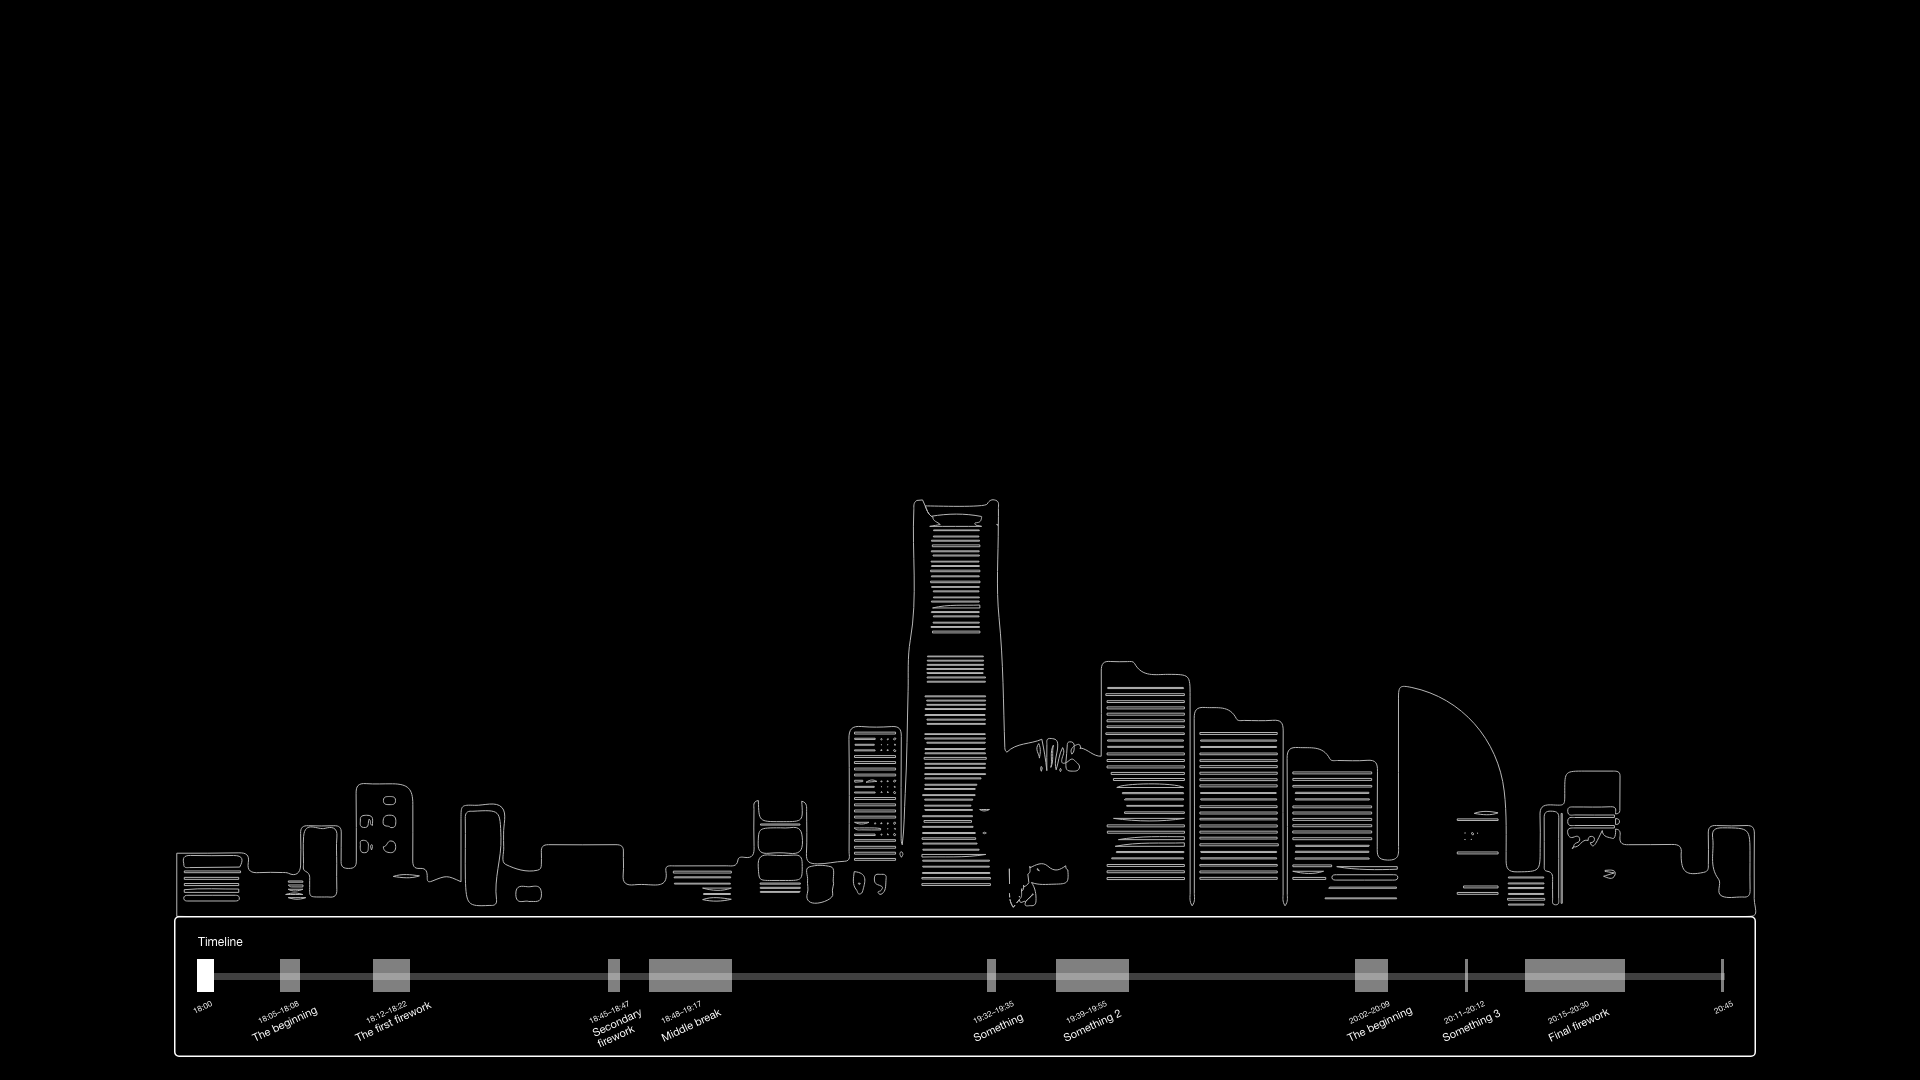 Timeline
18:00
18:05–18:08
The beginning
18:12–18:22
The first firework
18:45–18:47
Secondary
firework
18:48–19:17
Middle break
19:32–19:35
Something
19:39–19:55
Something 2
20:02–20:09
The beginning
20:11–20:12
Something 3
20:15–20:30
Final firework
20:45